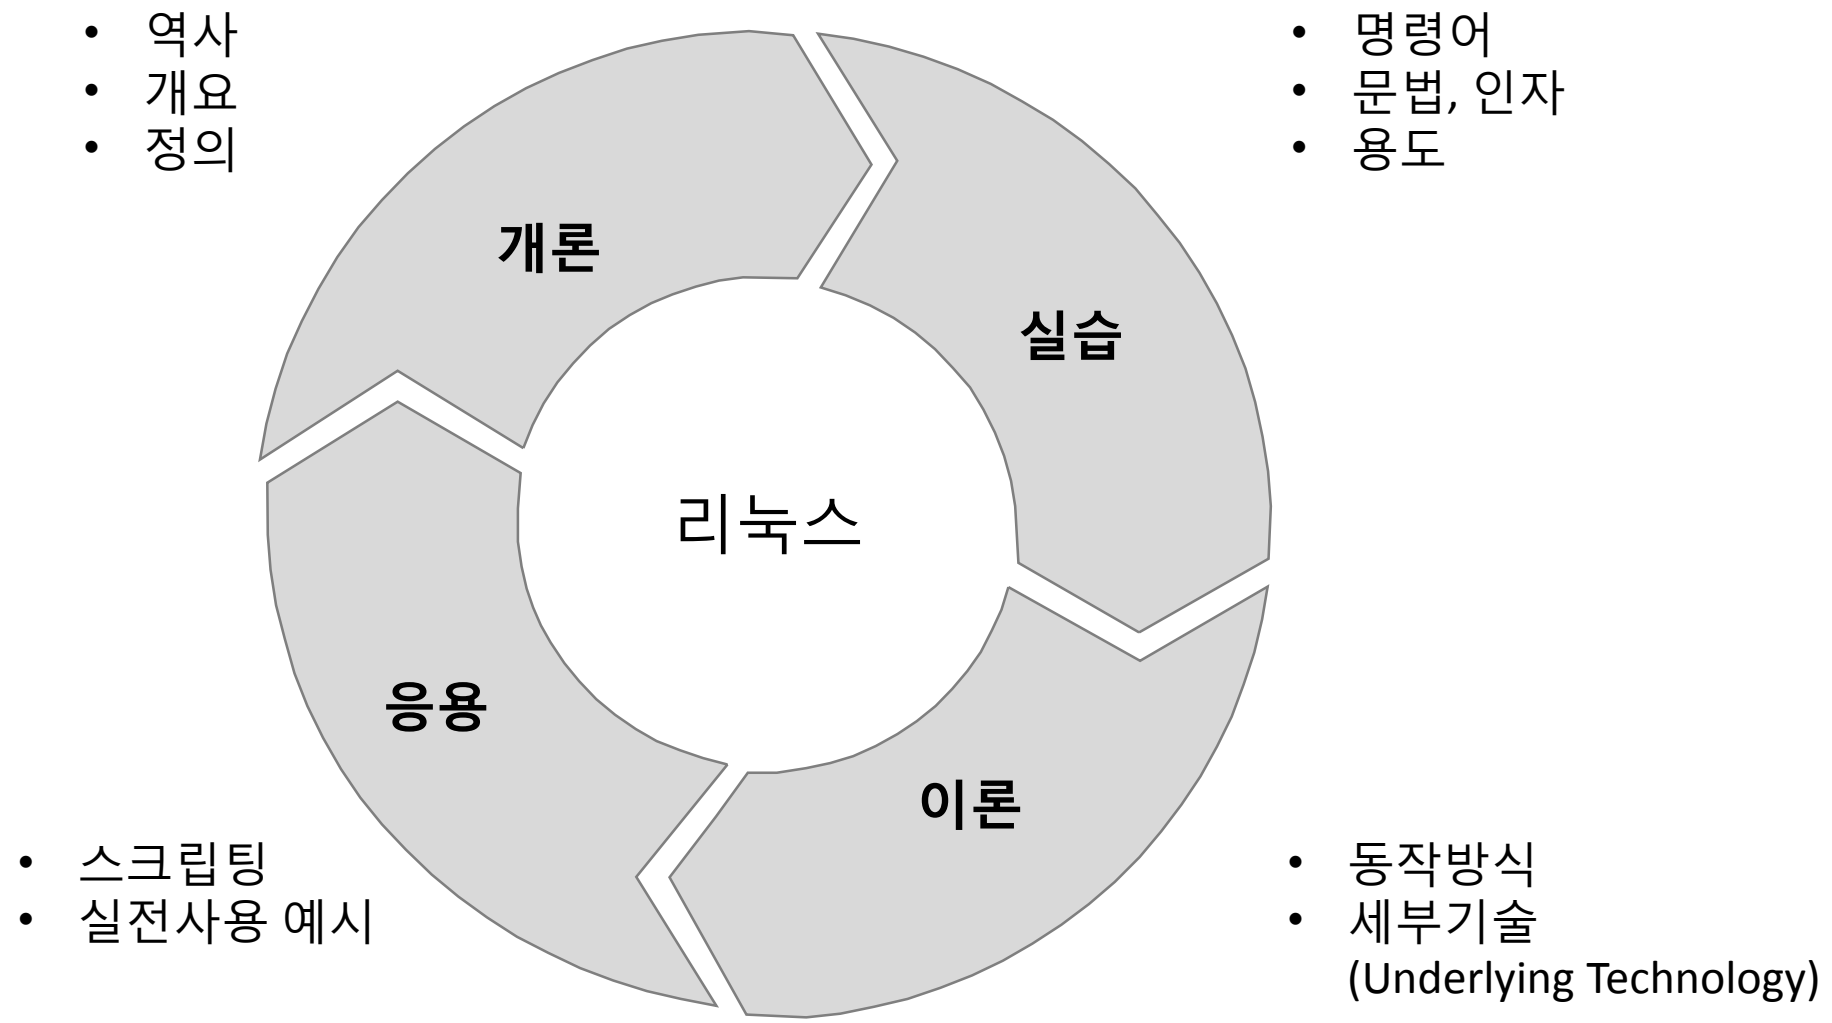 • 역사
• 개요
• 정의
• 명령어
• 문법, 인자
• 용도
개론
실습
리눅스
응용
이론
• 스크립팅
• 실전사용 예시
• 동작방식
• 세부기술
(Underlying Technology)